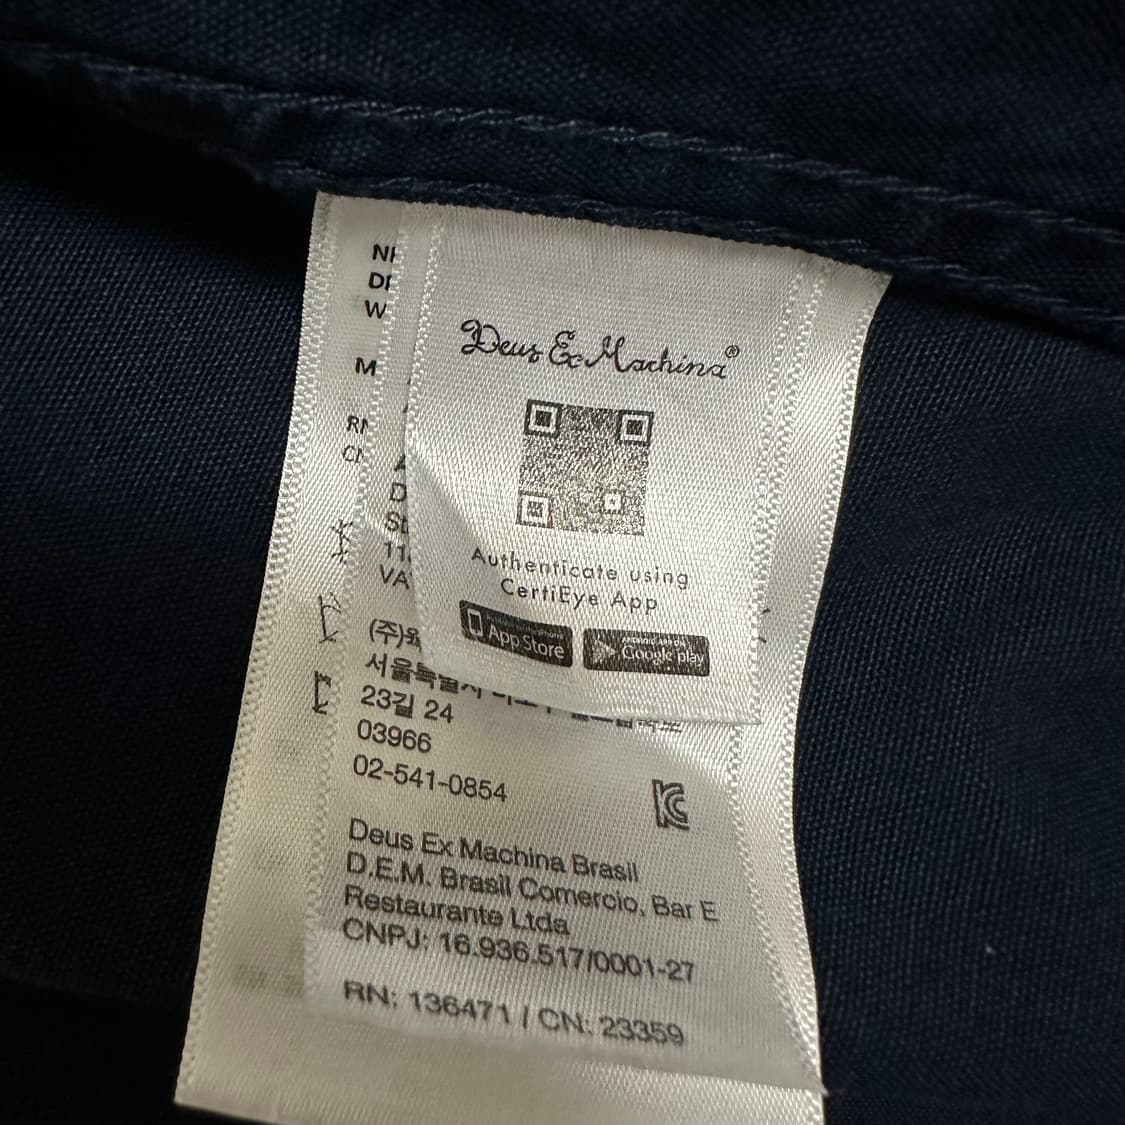 Deus Ex Machina®
Authenticate using
CertiEye App
App Store
Google play
W
M
23길 24
03966
02-541-0854
Deus Ex Machina Brasil
D.E.M. Brasil Comercio, Bar E
Restaurante Ltda
CNPJ: 16.936.517/0001-27
RN: 136471 / CN: 23359